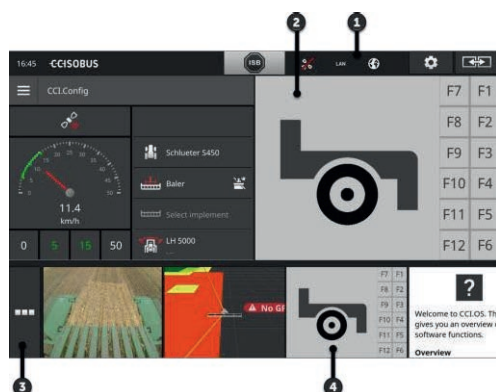 2 1
16:45 CCISOBUS ISB LAN
CCI.Config F7 F1
F8 F2
Schlueter S450 F9 F3
Baler F10 F4
11.4
km/h
Select implement F11 F5
0 5 15 50 LH 5000 F12 F6
...
F7 F1
F8 F2
No GP ?
F9 F3
F10 F4 Welcome to CCI.OS. Th
F11 F5 gives you an overview
software functions.
F12 F6 Overview
3 4